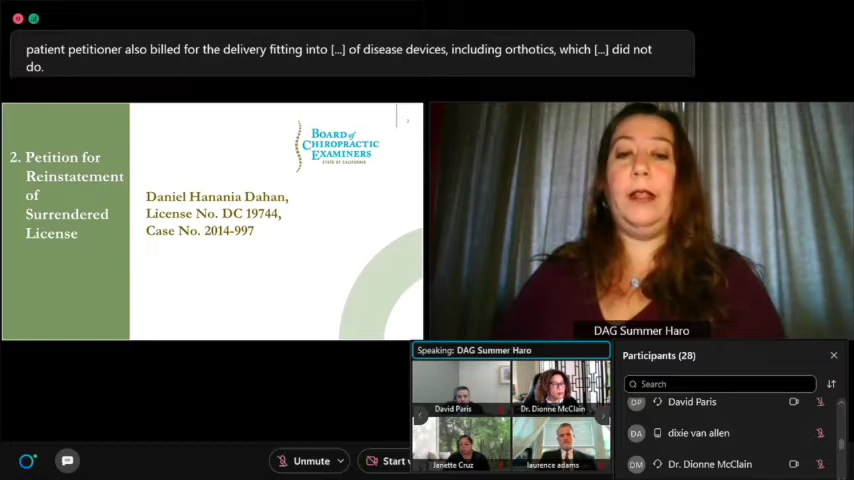 patient petitioner also billed for the delivery fitting into [...] of disease devices, including orthotics, which [...] did not
do.
2. Petition for
Reinstatement
of
Surrendered
License
BOARD of
CHIROPRACTIC
EXAMINERS
STATE OF CALIFORNIA
2
Daniel Hanania Dahan,
License No. DC 19744,
Case No. 2014-997
DAG Summer Haro
Speaking: DAG Summer Haro
David Paris
Dr. Dionne McClain
Janette Cruz
laurence adams
Participants (28)
Search
DP David Paris
DA dixie van allen
DM Dr. Dionne McClain
Unmute
Start